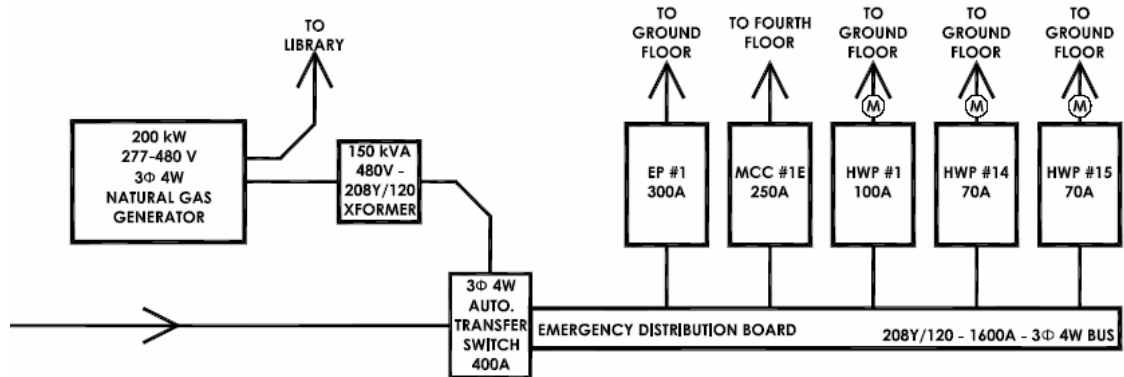 TO
LIBRARY
200 kW
277-480 V
3Φ 4W
NATURAL GAS
GENERATOR
150 kVA
480V -
208Y/120
XFORMER
3Φ 4W
AUTO.
TRANSFER
SWITCH
400A
TO
GROUND
FLOOR
TO FOURTH
FLOOR
TO
GROUND
FLOOR
TO
GROUND
FLOOR
TO
GROUND
FLOOR
M
M
M
EP #1
300A
MCC #1E
250A
HWP #1
100A
HWP #14
70A
HWP #15
70A
EMERGENCY DISTRIBUTION BOARD
208Y/120 - 1600A - 3Φ 4W BUS